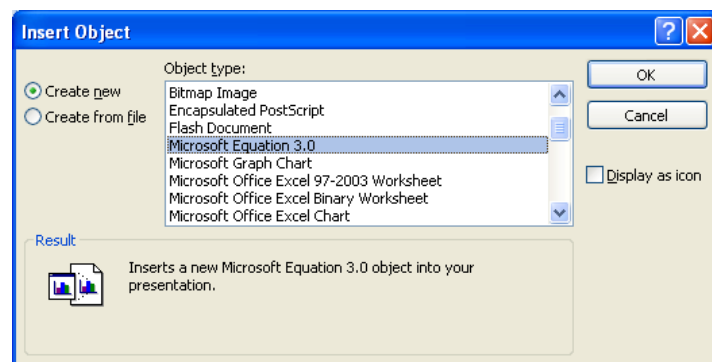 Insert Object
Create new
Create from file
Object type:
Bitmap Image
Encapsulated PostScript
Flash Document
Microsoft Equation 3.0
Microsoft Graph Chart
Microsoft Office Excel 97-2003 Worksheet
Microsoft Office Excel Binary Worksheet
Microsoft Office Excel Chart
OK
Cancel
Display as icon
Result
Inserts a new Microsoft Equation 3.0 object into your
presentation.